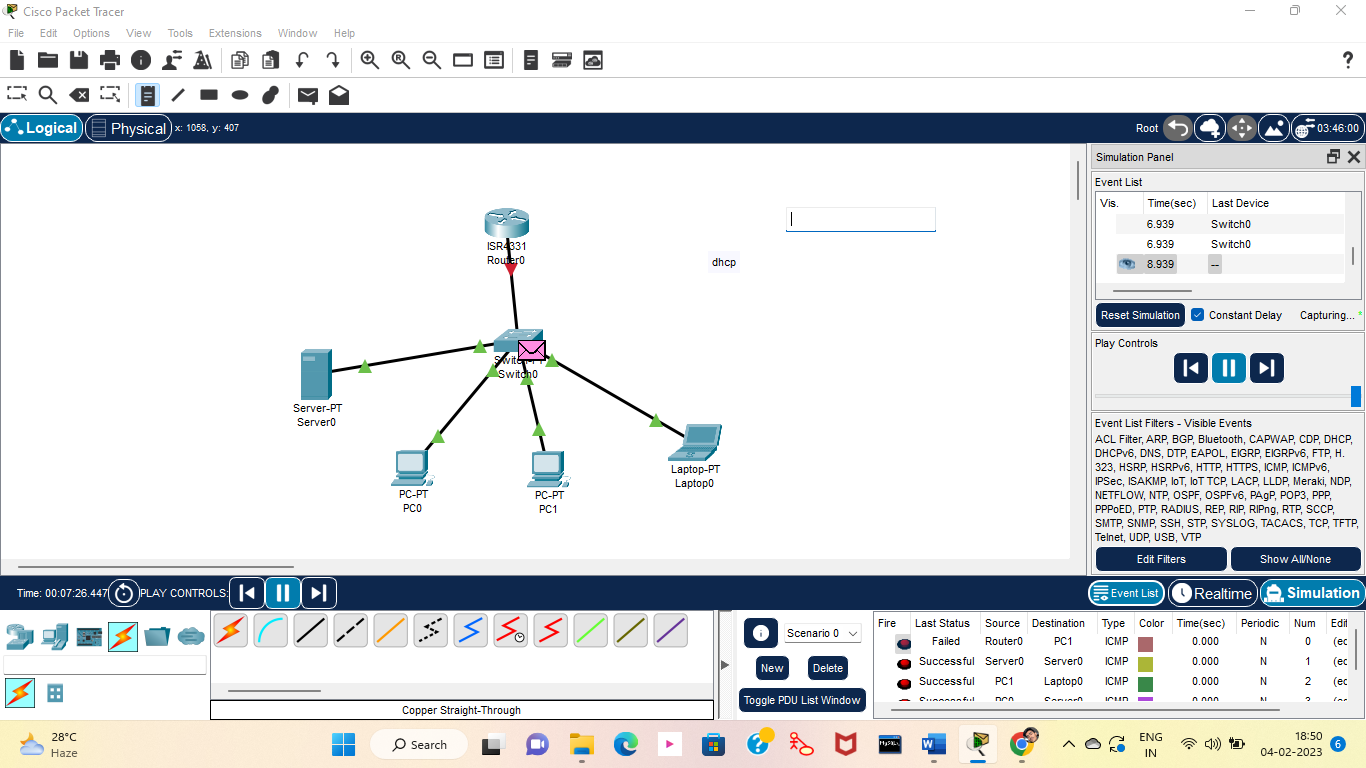 Cisco Packet Tracer
File Edit Options View Tools Extensions Window Help
?
Logical Physical x: 1058, y: 407 Root 03:46:00
Simulation Panel
Event List
Vis. Time(sec) Last Device
6.939 Switch0
6.939 Switch0
8.939 --
Reset Simulation Constant Delay Capturing... *
Play Controls
Event List Filters - Visible Events
ACL Filter, ARP, BGP, Bluetooth, CAPWAP, CDP, DHCP,
DHCPv6, DNS, DTP, EAPOL, EIGRP, EIGRPv6, FTP, H.
323, HSRP, HSRPv6, HTTP, HTTPS, ICMP, ICMPv6,
IPSec, ISAKMP, IoT, IoT TCP, LACP, LLDP, Meraki, NDP,
NETFLOW, NTP, OSPF, OSPFv6, PAgP, POP3, PPP,
PPPoED, PTP, RADIUS, REP, RIP, RIPng, RTP, SCCP,
SMTP, SNMP, SSH, STP, SYSLOG, TACACS, TCP, TFTP,
Telnet, UDP, USB, VTP
Edit Filters Show All/None
ISR4331
Router0
dhcp
Switch0
Server-PT
Server0
PC-PT
PC0
PC-PT
PC1
Laptop-PT
Laptop0
Time: 00:07:26.447 PLAY CONTROLS: Event List Realtime Simulation
Copper Straight-Through
Scenario 0
New Delete
Toggle PDU List Window
Fire Last Status Source Destination Type Color Time(sec) Periodic Num Edit
Failed Router0 PC1 ICMP 0.000 N 0 (ec
Successful Server0 Server0 ICMP 0.000 N 1 (ec
Successful PC1 Laptop0 ICMP 0.000 N 2 (ec
Successful PC0 Server0 ICMP 0.000 N 3 (ec
28°C
Haze
Search
MySQL
ENG
IN
18:50
04-02-2023
6